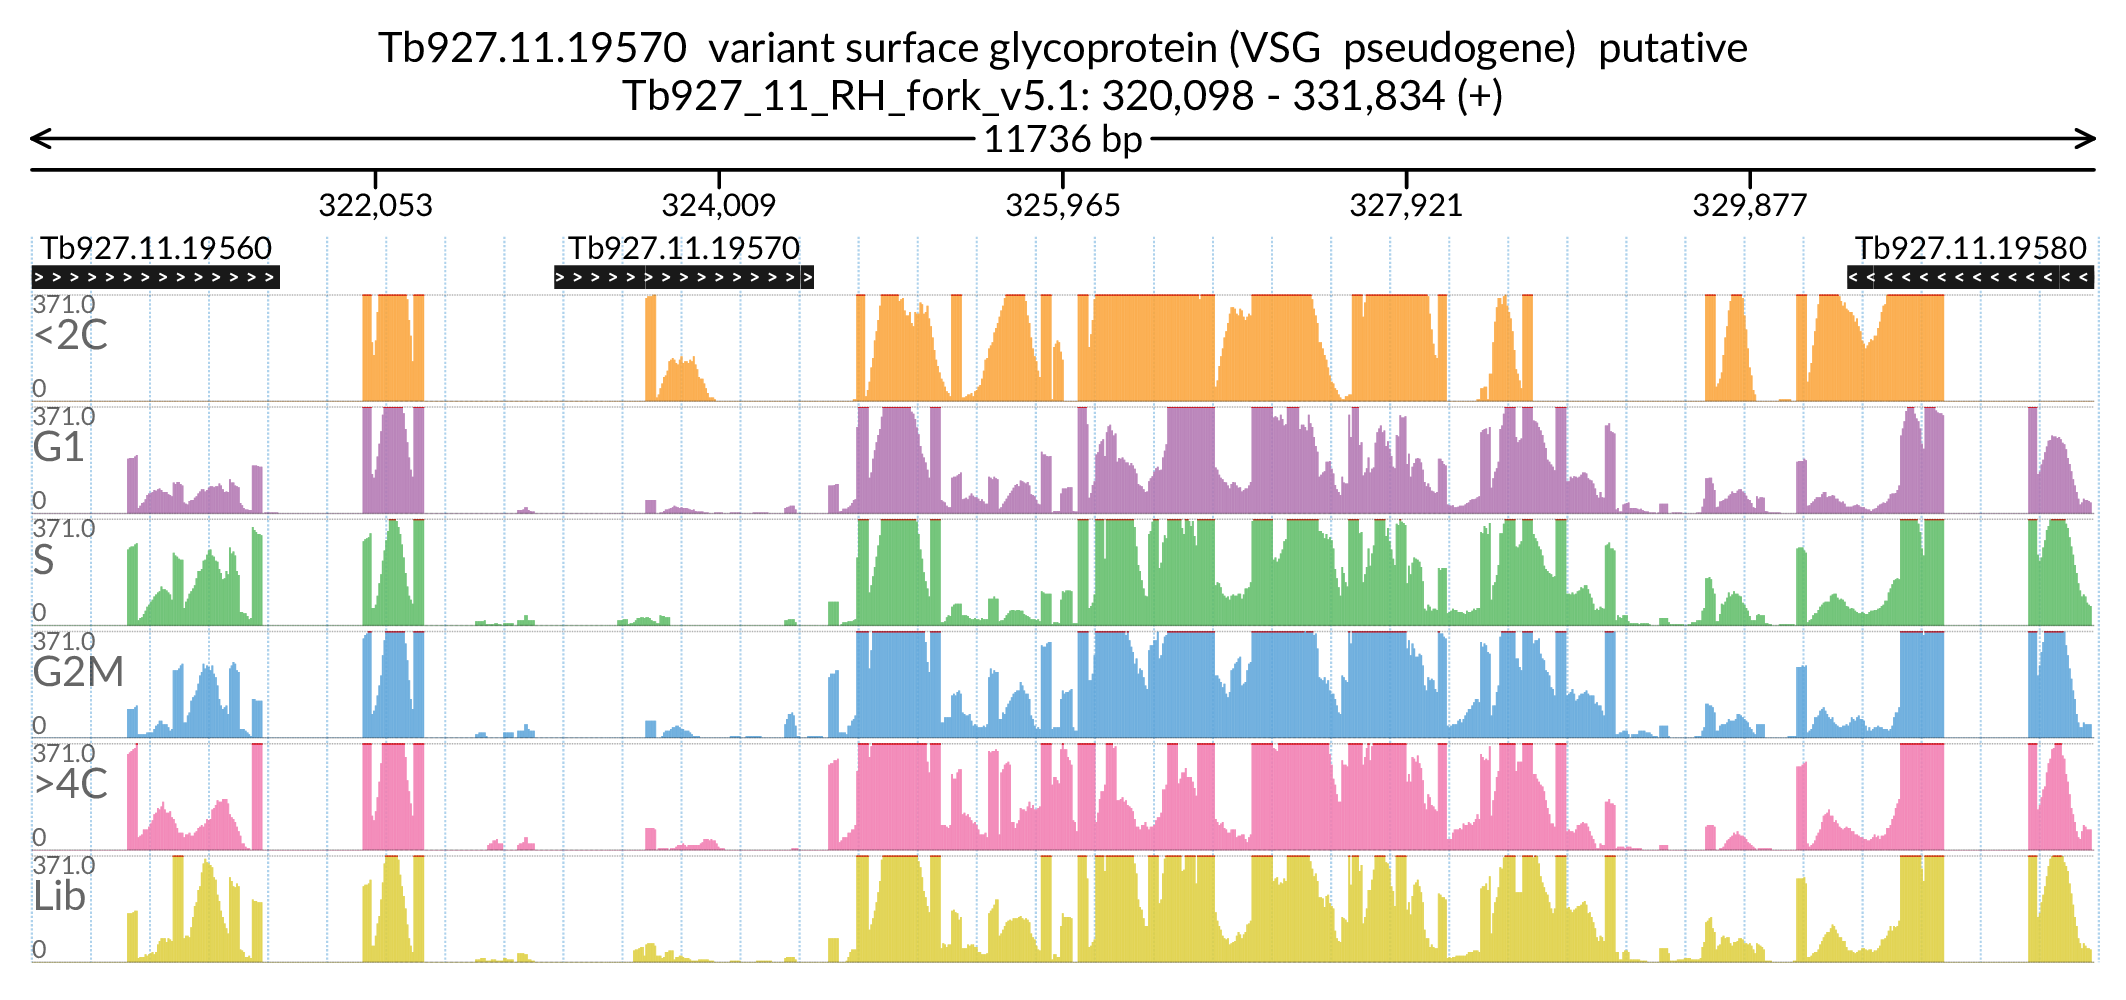 Tb927.11.19570 variant surface glycoprotein (VSG pseudogene) putative
Tb927_11_RH_fork_v5.1: 320,098 - 331,834 (+)
11736 bp
322,053 324,009 325,965 327,921 329,877
Tb927.11.19560 Tb927.11.19570 Tb927.11.19580
371.0
<2C
0
371.0
G1
0
371.0
S
0
371.0
G2M
0
371.0
>4C
0
371.0
Lib
0